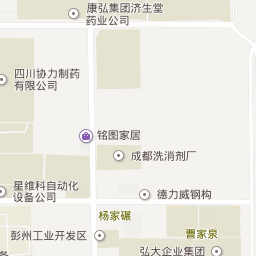 康弘集团济生堂
药业公司
四川协力制药
有限公司
铭图家居
成都洗消剂厂
星维科自动化
设备公司
德力威钢构
杨家碾
彭州工业开发区
曹家泉
弘大企业集团
务